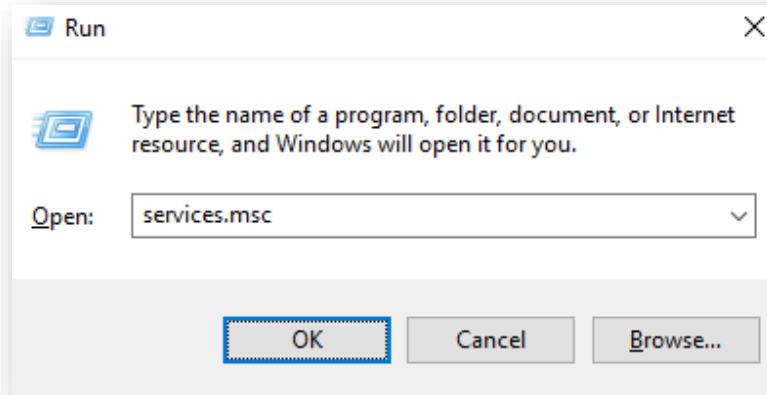 Run
Type the name of a program, folder, document, or Internet
resource, and Windows will open it for you.
Open: services.msc
OK Cancel Browse...